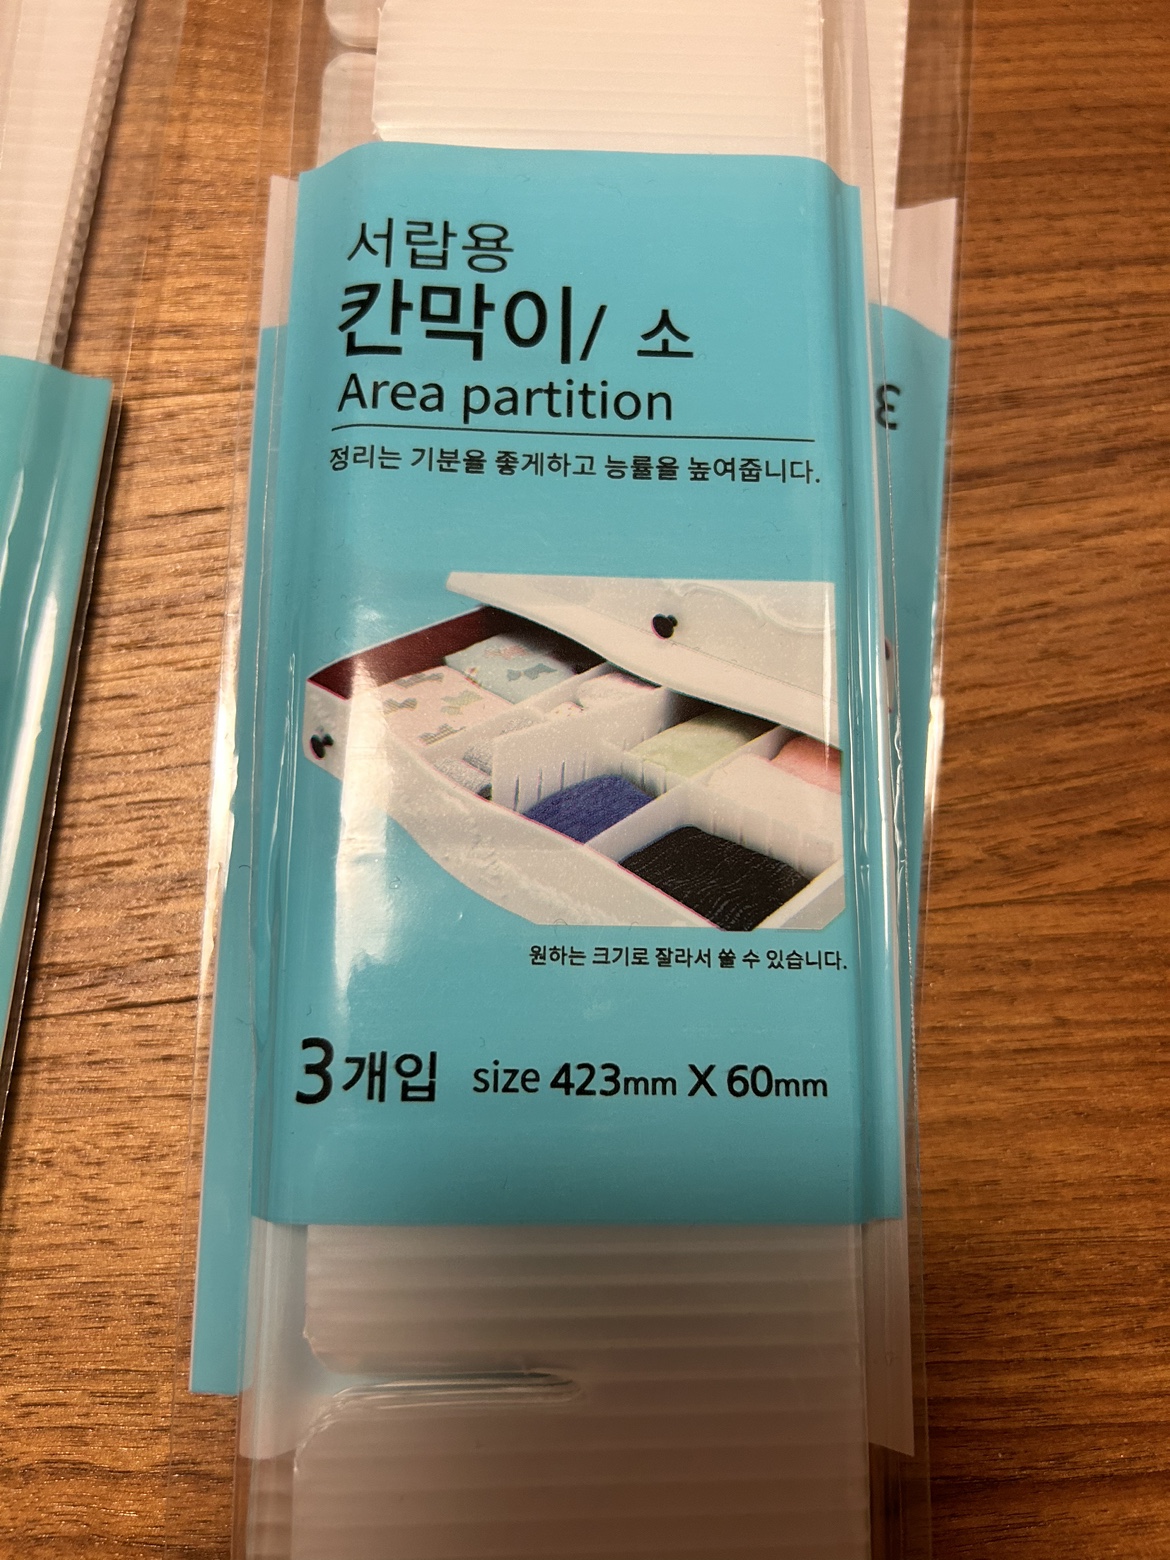 서랍용
칸막이/ 소
Area partition
정리는 기분을 좋게하고 능률을 높여줍니다.
원하는 크기로 잘라서 쓸 수 있습니다.
3개입 size 423mm X 60mm
3